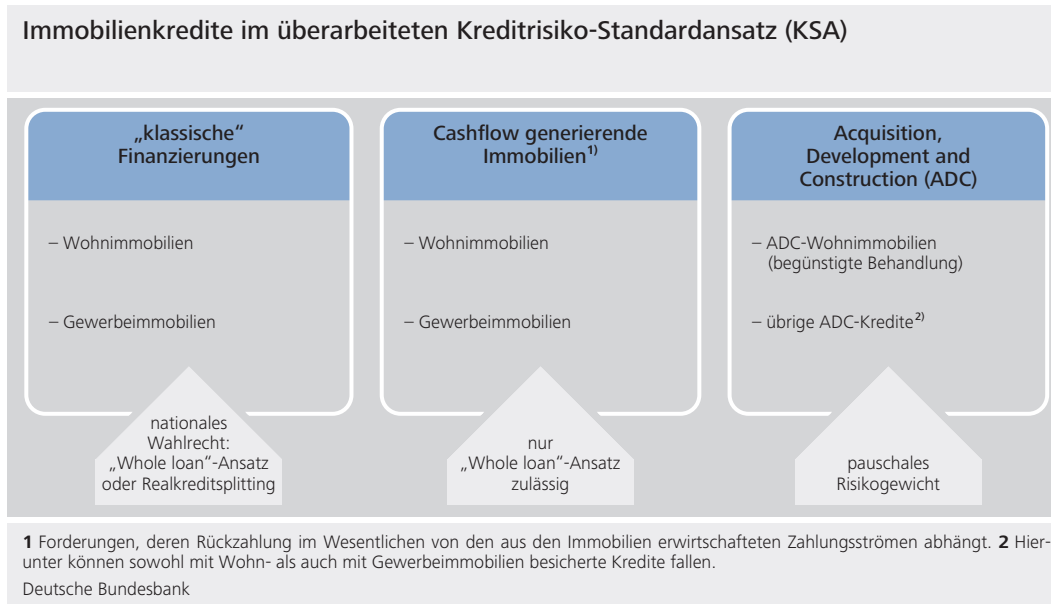 Immobilienkredite im überarbeiteten Kreditrisiko-Standardansatz (KSA)
„klassische“
Finanzierungen
– Wohnimmobilien
– Gewerbeimmobilien
nationales
Wahlrecht:
„Whole loan“-Ansatz
oder Realkreditsplitting
Cashflow generierende
Immobilien1)
– Wohnimmobilien
– Gewerbeimmobilien
nur
„Whole loan“-Ansatz
zulässig
Acquisition,
Development and
Construction (ADC)
– ADC-Wohnimmobilien
(begünstigte Behandlung)
– übrige ADC-Kredite2)
pauschales
Risikogewicht
1 Forderungen, deren Rückzahlung im Wesentlichen von den aus den Immobilien erwirtschafteten Zahlungsströmen abhängt. 2 Hier-
unter können sowohl mit Wohn- als auch mit Gewerbeimmobilien besicherte Kredite fallen.
Deutsche Bundesbank